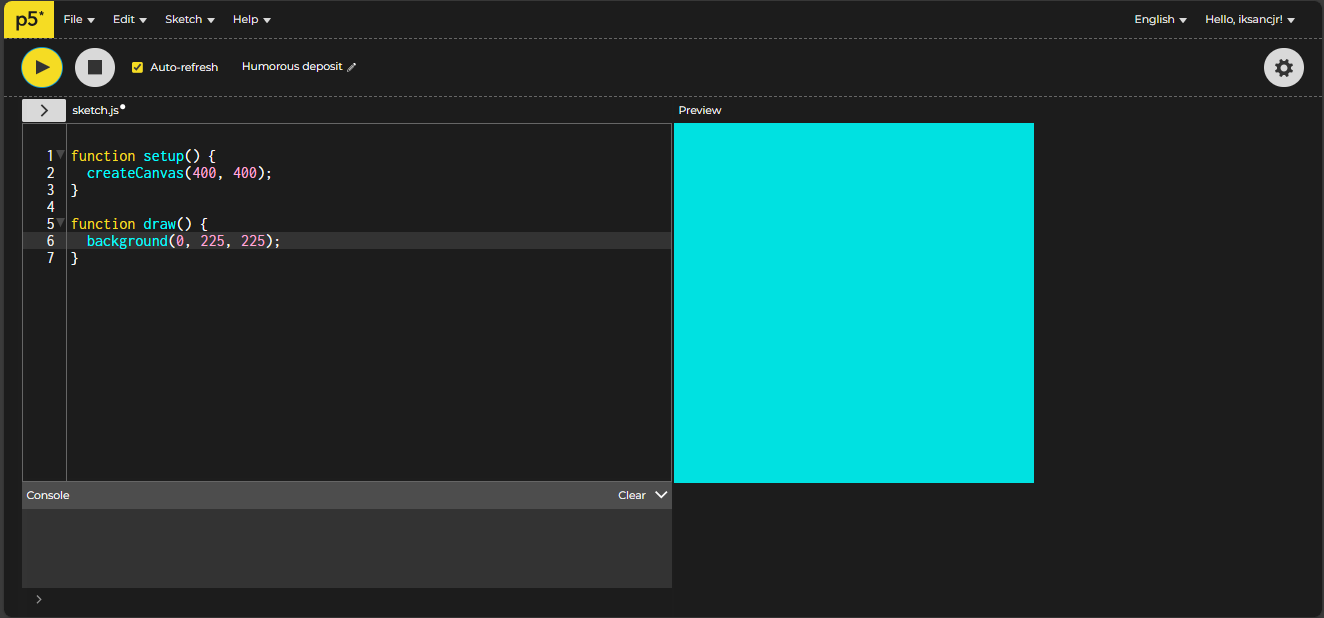 p5* File Edit Sketch Help English Hello, iksancjr!
Auto-refresh Humorous deposit
> sketch.js● Preview
1 function setup() {
2   createCanvas(400, 400);
3 }
4
5 function draw() {
6   background(0, 225, 225);
7 }
Console Clear
>